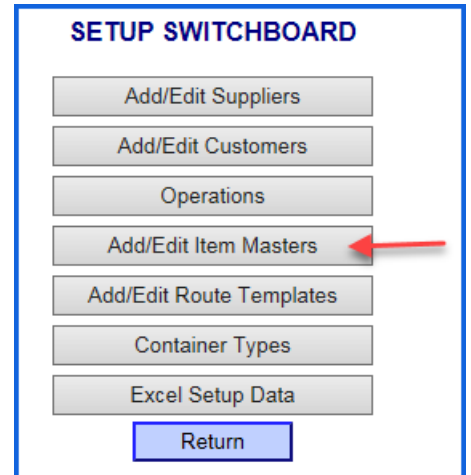 SETUP SWITCHBOARD
Add/Edit Suppliers
Add/Edit Customers
Operations
Add/Edit Item Masters
Add/Edit Route Templates
Container Types
Excel Setup Data
Return